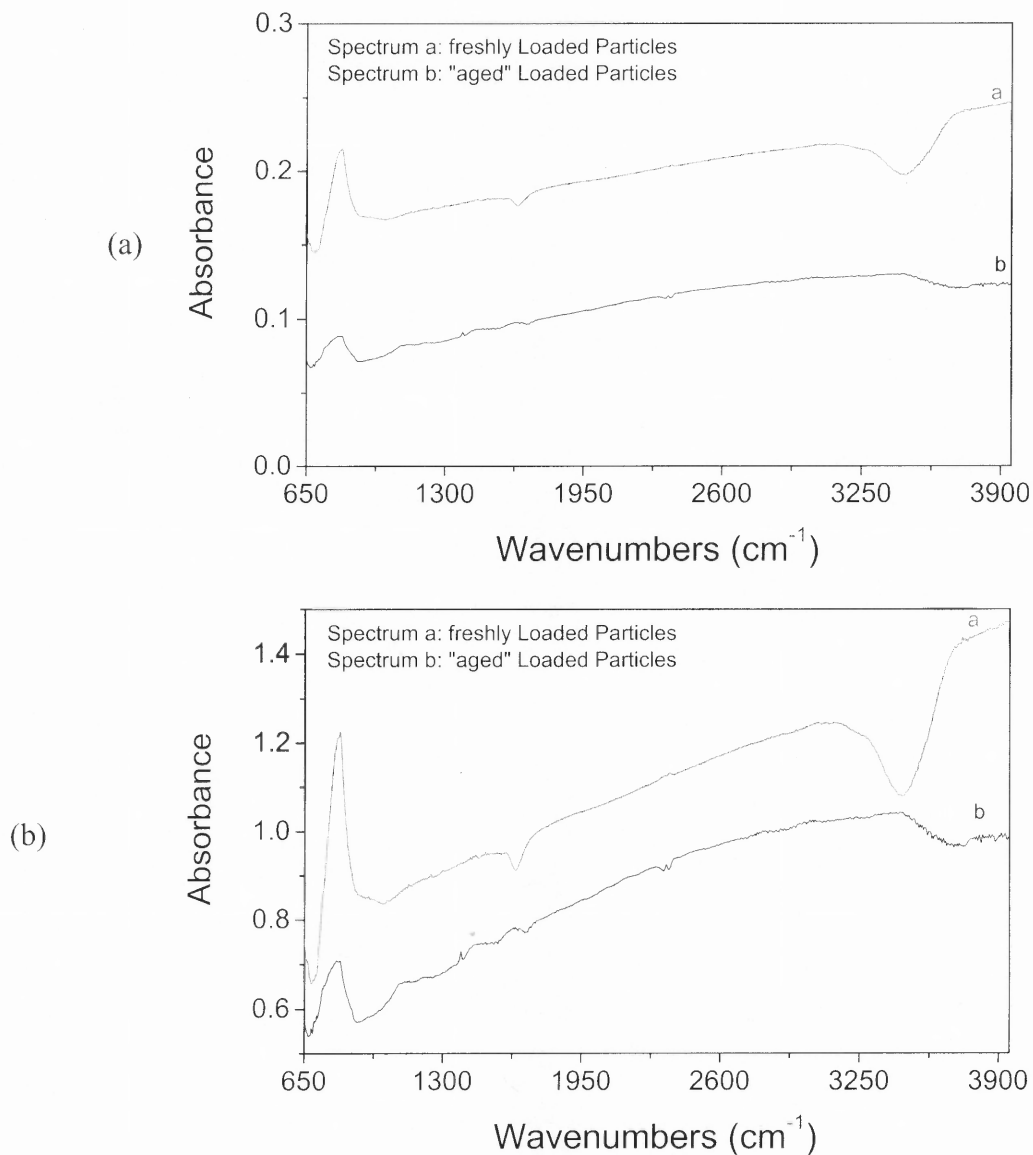 0.3
Spectrum a: freshly Loaded Particles
Spectrum b: "aged" Loaded Particles
a
0.2
(a)
Absorbance
b
0.1
0.0
650 1300 1950 2600 3250 3900
Wavenumbers (cm⁻¹)
Spectrum a: freshly Loaded Particles
a
Spectrum b: "aged" Loaded Particles
1.4
1.2
Absorbance
b
(b)
1.0
0.8
0.6
650 1300 1950 2600 3250 3900
Wavenumbers (cm⁻¹)